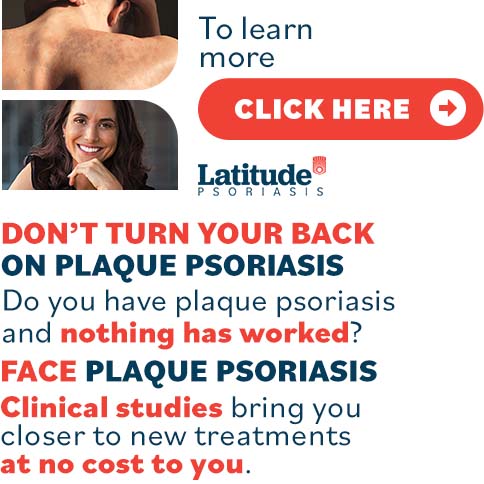 To learn
more
CLICK HERE
Latitude
PSORIASIS
DON’T TURN YOUR BACK
ON PLAQUE PSORIASIS
Do you have plaque psoriasis
and nothing has worked?
FACE PLAQUE PSORIASIS
Clinical studies bring you
closer to new treatments
at no cost to you.